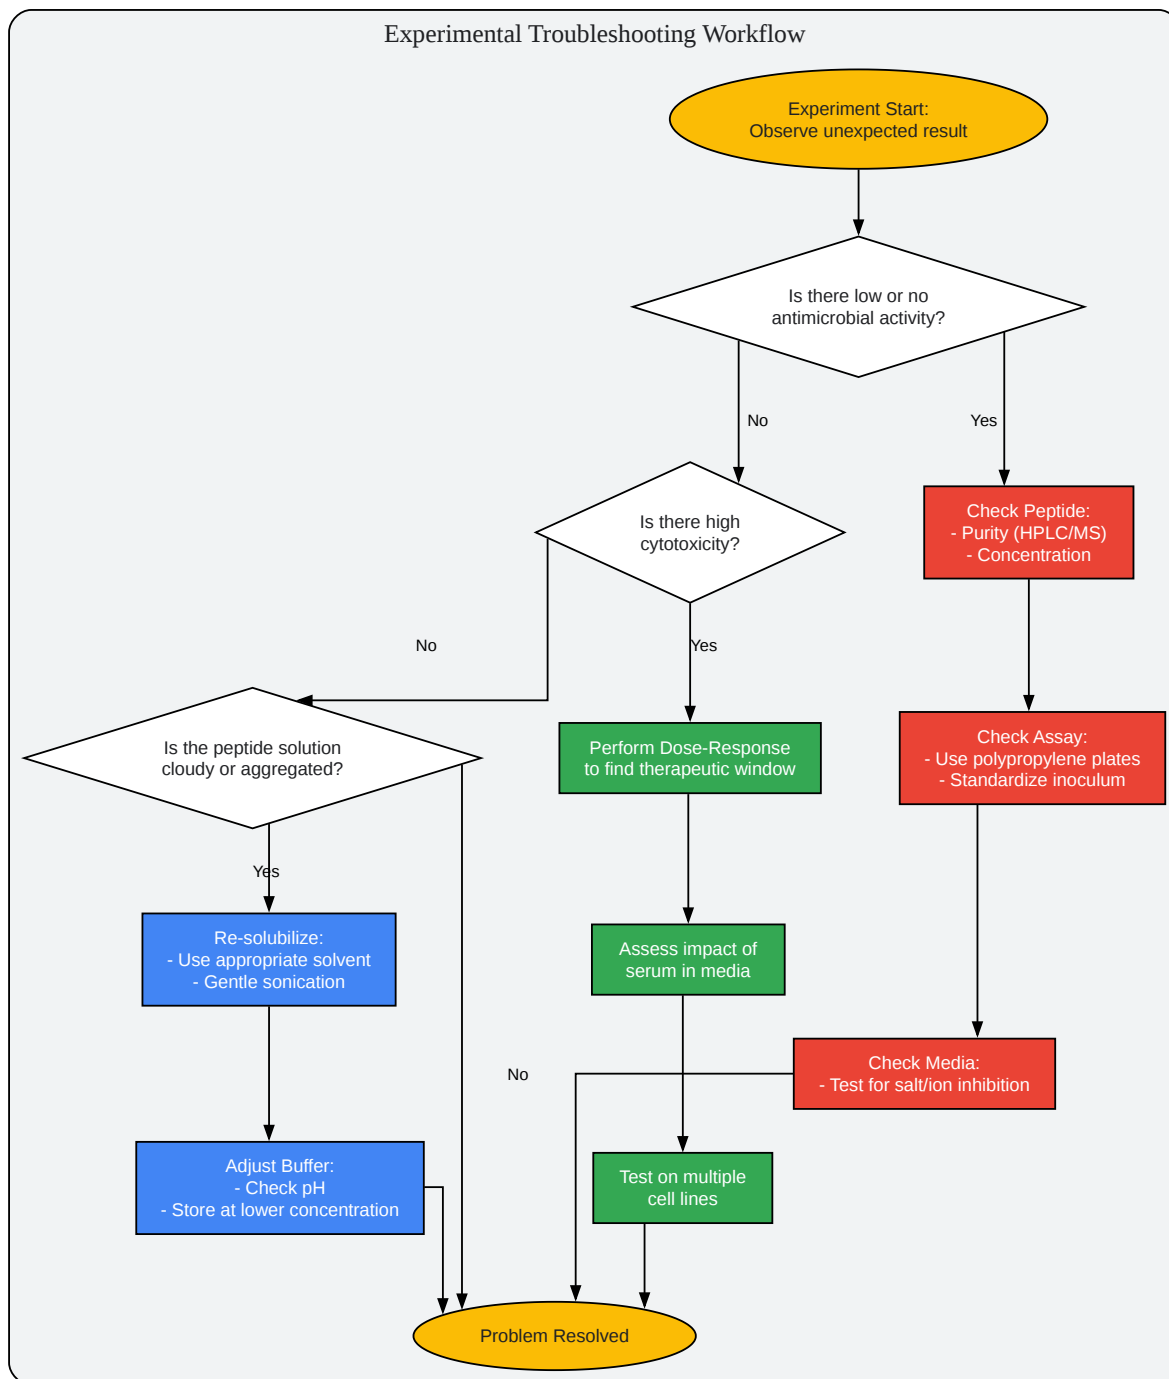 Experimental Troubleshooting Workflow
Experiment Start:
Observe unexpected result
Is there low or no
antimicrobial activity?
No
Yes
Is there high
cytotoxicity?
Check Peptide:
- Purity (HPLC/MS)
- Concentration
No
Yes
Is the peptide solution
cloudy or aggregated?
Perform Dose-Response
to find therapeutic window
Check Assay:
- Use polypropylene plates
- Standardize inoculum
Yes
Re-solubilize:
- Use appropriate solvent
- Gentle sonication
Assess impact of
serum in media
No
Check Media:
- Test for salt/ion inhibition
Adjust Buffer:
- Check pH
- Store at lower concentration
Test on multiple
cell lines
Problem Resolved